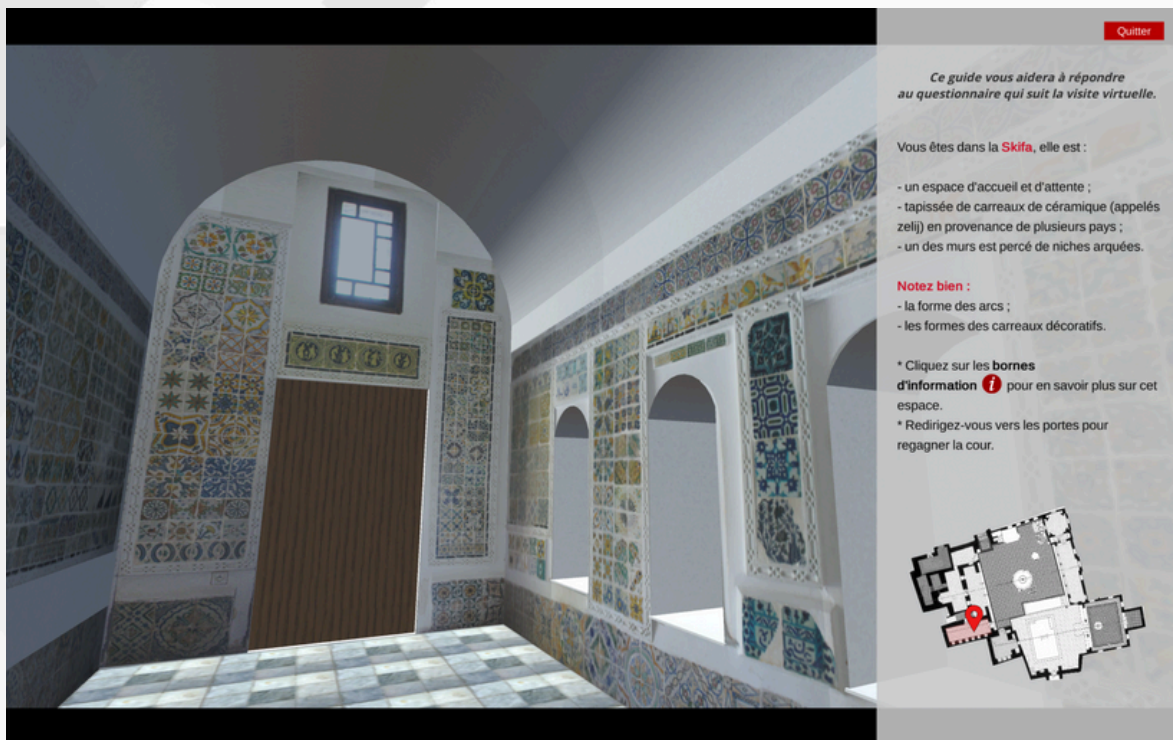 Quitter
Ce guide vous aidera à répondre
au questionnaire qui suit la visite virtuelle.
Vous êtes dans la Skifa, elle est :
- un espace d'accueil et d'attente ;
- tapissée de carreaux de céramique (appelés
zelij) en provenance de plusieurs pays ;
- un des murs est percé de niches arquées.
Notez bien :
- la forme des arcs ;
- les formes des carreaux décoratifs.
* Cliquez sur les bornes
d'information i pour en savoir plus sur cet
espace.
* Redirigez-vous vers les portes pour
regagner la cour.